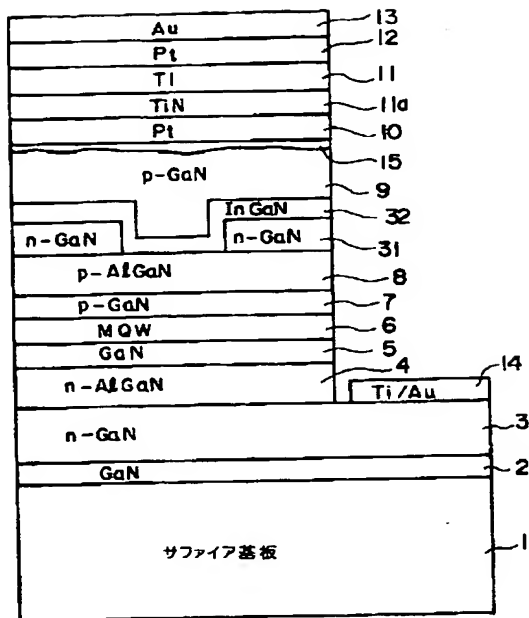 Au 13
Pt 12
Tl 11
TiN 11a
Pt 10
15
p-GaN 9
InGaN 32
n-GaN n-GaN 31
p-AlGaN 8
p-GaN 7
MQW 6
GaN 5
n-AlGaN 4
Ti/Au 14
n-GaN 3
GaN 2
サファイア基板 1